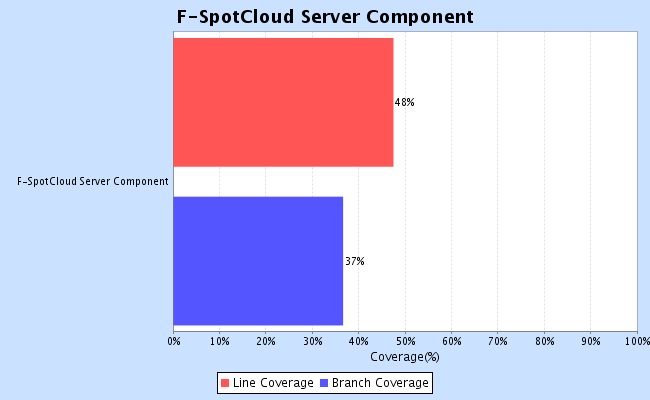 F-SpotCloud Server Component
48%
F-SpotCloud Server Component
37%
0% 10% 20% 30% 40% 50% 60% 70% 80% 90% 100%
Coverage(%)
Line Coverage Branch Coverage